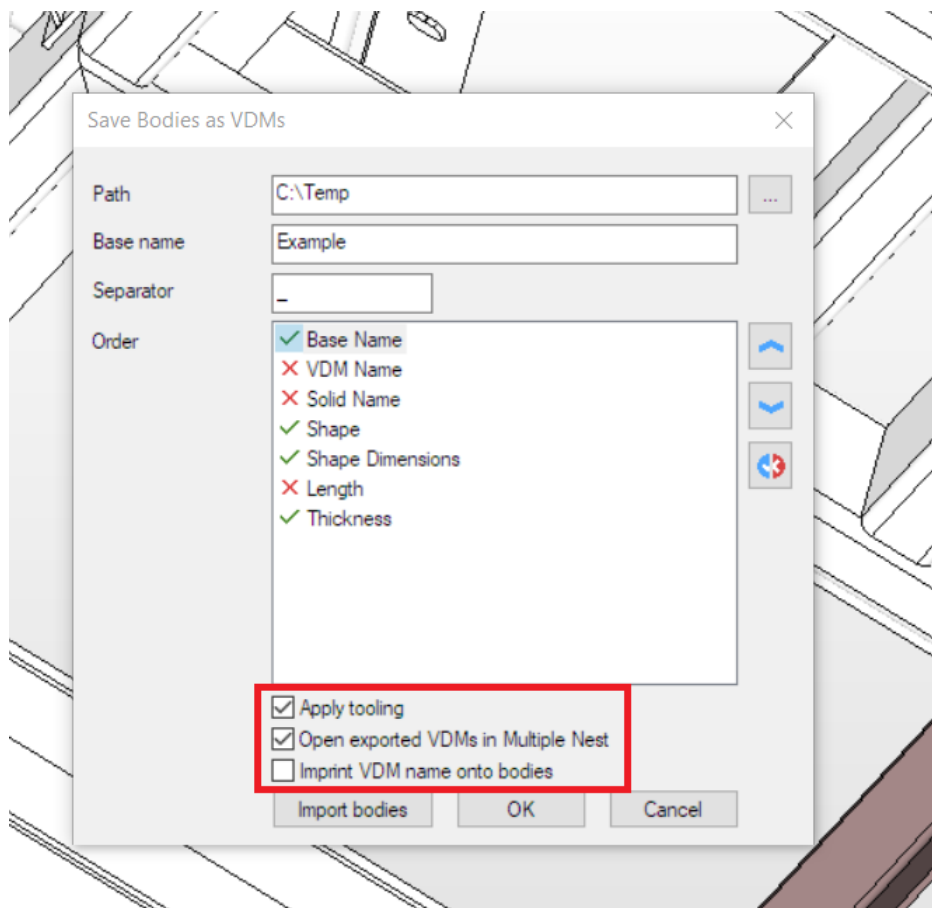 Save Bodies as VDMs
Path C:\Temp ...
Base name Example
Separator _
Order Base Name
VDM Name
Solid Name
Shape
Shape Dimensions
Length
Thickness
Apply tooling
Open exported VDMs in Multiple Nest
Imprint VDM name onto bodies
Import bodies OK Cancel